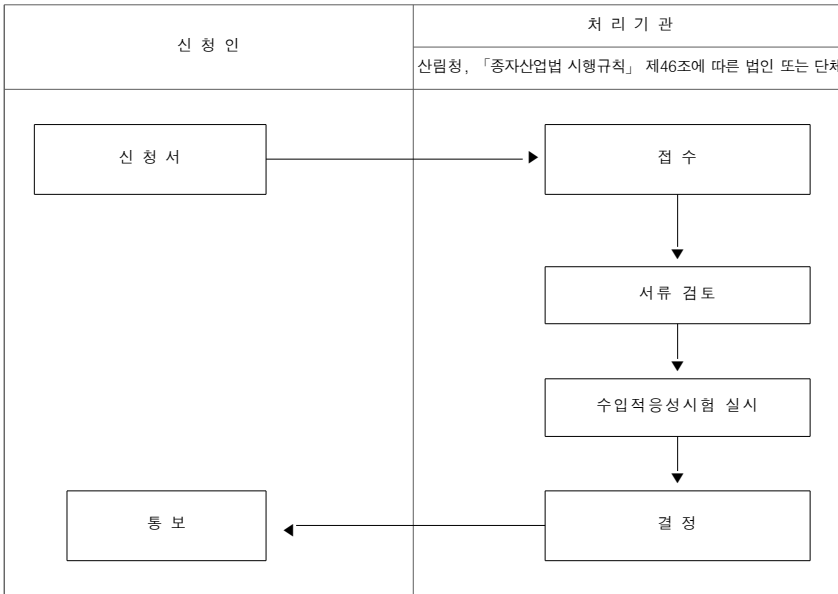 신 청 인
처 리 기 관
산림청, 「종자산업법 시행규칙」 제46조에 따른 법인 또는 단체
신 청 서
접 수
서류 검토
수입적응성시험 실시
통 보
결 정